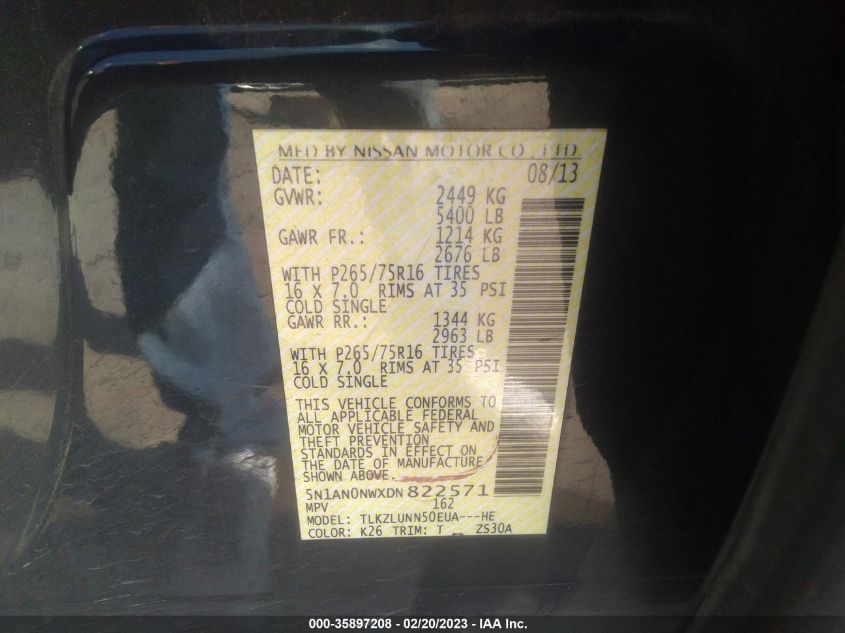 MFD BY NISSAN MOTOR CO., LTD.
DATE: 08/13
GVWR: 2449 KG
5400 LB
GAWR FR.: 1214 KG
2676 LB
WITH P265/75R16 TIRES
16 X 7.0 RIMS AT 35 PSI
COLD SINGLE
GAWR RR.: 1344 KG
2963 LB
WITH P265/75R16 TIRES
16 X 7.0 RIMS AT 35 PSI
COLD SINGLE
THIS VEHICLE CONFORMS TO
ALL APPLICABLE FEDERAL
MOTOR VEHICLE SAFETY AND
THEFT PREVENTION
STANDARDS IN EFFECT ON
THE DATE OF MANUFACTURE
SHOWN ABOVE.
5N1AN0NWXDN822571
MPV 162
MODEL: TLKZLUNN50EUA---HE
COLOR: K26 TRIM: T ZS30A
000-35897208 - 02/20/2023 - IAA Inc.